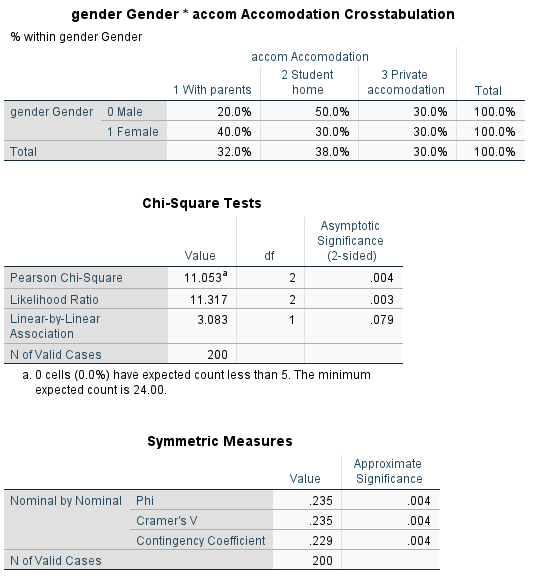 gender Gender * accom Accomodation Crosstabulation
% within gender Gender
accom Accomodation
1 With parents 2 Student home 3 Private accomodation Total
gender Gender 0 Male 20.0% 50.0% 30.0% 100.0%
1 Female 40.0% 30.0% 30.0% 100.0%
Total 32.0% 38.0% 30.0% 100.0%
Chi-Square Tests
Value df Asymptotic Significance (2-sided)
Pearson Chi-Square 11.053a 2 .004
Likelihood Ratio 11.317 2 .003
Linear-by-Linear Association 3.083 1 .079
N of Valid Cases 200
a. 0 cells (0.0%) have expected count less than 5. The minimum
expected count is 24.00.
Symmetric Measures
Value Approximate Significance
Nominal by Nominal Phi .235 .004
Cramer's V .235 .004
Contingency Coefficient .229 .004
N of Valid Cases 200